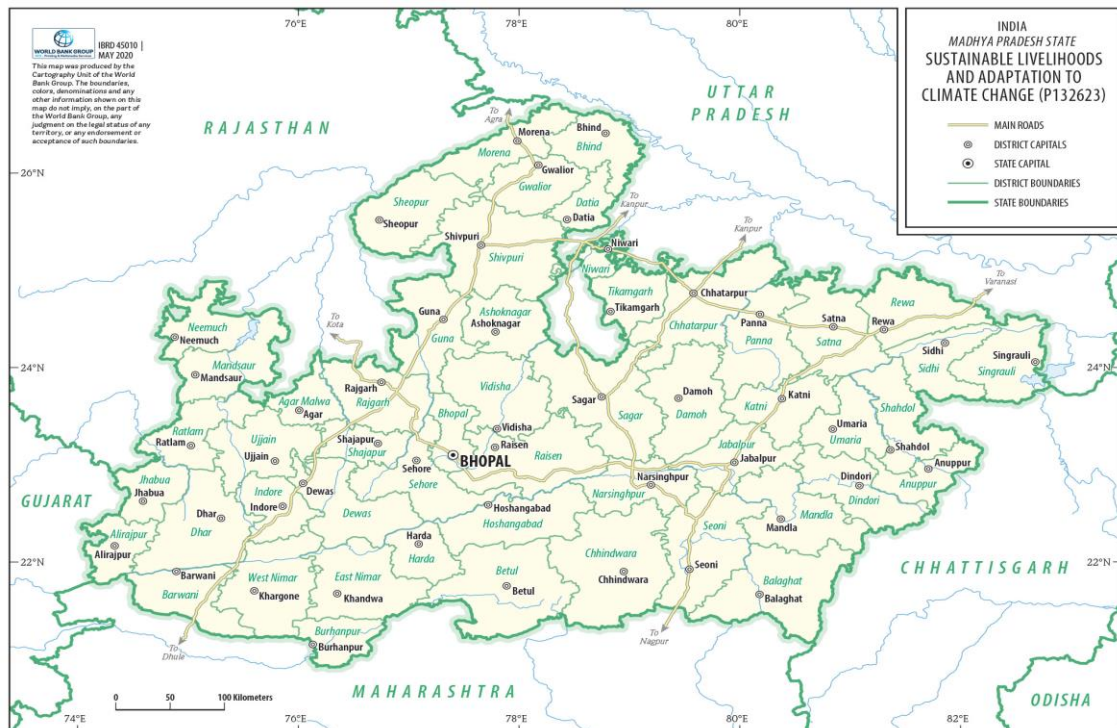 76°E
78°E
80°E
WORLD BANK GROUP
IBRD 45010 |
MAY 2020
This map was produced by the
Cartography Unit of the World
Bank Group. The boundaries,
colors, denominations and any
other information shown on this
map do not imply, on the part of
the World Bank Group, any
judgment on the legal status of any
territory, or any endorsement or
acceptance of such boundaries.
INDIA
MADHYA PRADESH STATE
SUSTAINABLE LIVELIHOODS
AND ADAPTATION TO
CLIMATE CHANGE (P132623)
MAIN ROADS
DISTRICT CAPITALS
STATE CAPITAL
DISTRICT BOUNDARIES
STATE BOUNDARIES
RAJASTHAN
UTTAR
PRADESH
To
Agra
Morena
Bhind
Morena
Bhind
26°N
26°N
Gwalior
Gwalior
Sheopur
Sheopur
Datia
Datia
To
Kanpur
To
Kanpur
Shivpuri
Shivpuri
Niwari
Niwari
To
Varanasi
Neemuch
Neemuch
To
Kota
Guna
Guna
Ashoknagar
Ashoknagar
Tikamgarh
Tikamgarh
Chhatarpur
Chhatarpur
Panna
Panna
Satna
Satna
Rewa
Rewa
Sidhi
Sidhi
Singrauli
Singrauli
Mandsaur
Mandsaur
24°N
24°N
Rajgarh
Rajgarh
Agar Malwa
Agar
Vidisha
Vidisha
Sagar
Sagar
Damoh
Damoh
Katni
Katni
Shahdol
Shahdol
Umaria
Umaria
Ratlam
Ratlam
Ujjain
Ujjain
Shajapur
Shajapur
Bhopal
BHOPAL
Raisen
Raisen
Sehore
Sehore
Jabalpur
Jabalpur
Anuppur
Anuppur
Dindori
Dindori
GUJARAT
Jhabua
Jhabua
Indore
Indore
Dewas
Dewas
Dhar
Dhar
Hoshangabad
Hoshangabad
Narsinghpur
Narsinghpur
Seoni
Seoni
Mandla
Mandla
Alirajpur
Alirajpur
Harda
Harda
22°N
22°N
Barwani
Barwani
West Nimar
Khargone
East Nimar
Khandwa
Betul
Betul
Chhindwara
Chhindwara
Balaghat
Balaghat
CHHATTISGARH
Burhanpur
Burhanpur
To
Dhule
To
Nagpur
0 50 100 Kilometers
MAHARASHTRA
ODISHA
74°E
76°E
78°E
80°E
82°E